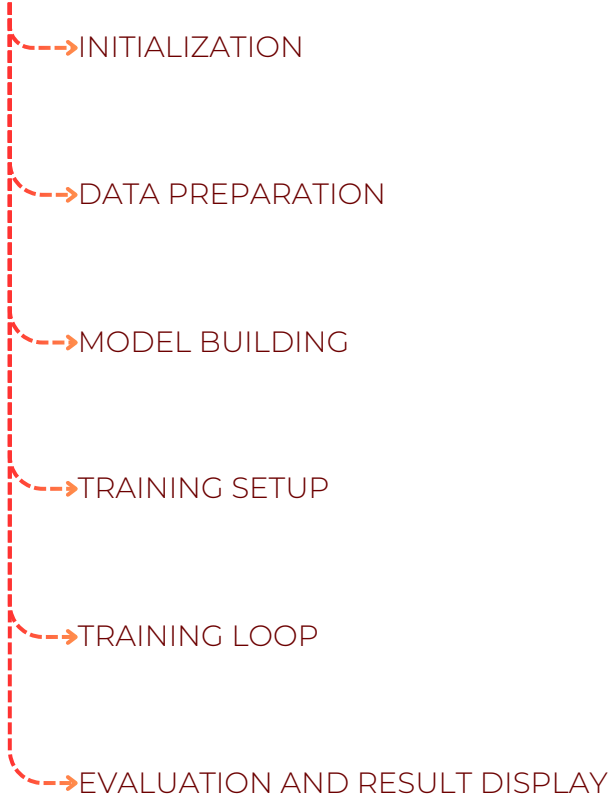 INITIALIZATION
DATA PREPARATION
MODEL BUILDING
TRAINING SETUP
TRAINING LOOP
EVALUATION AND RESULT DISPLAY